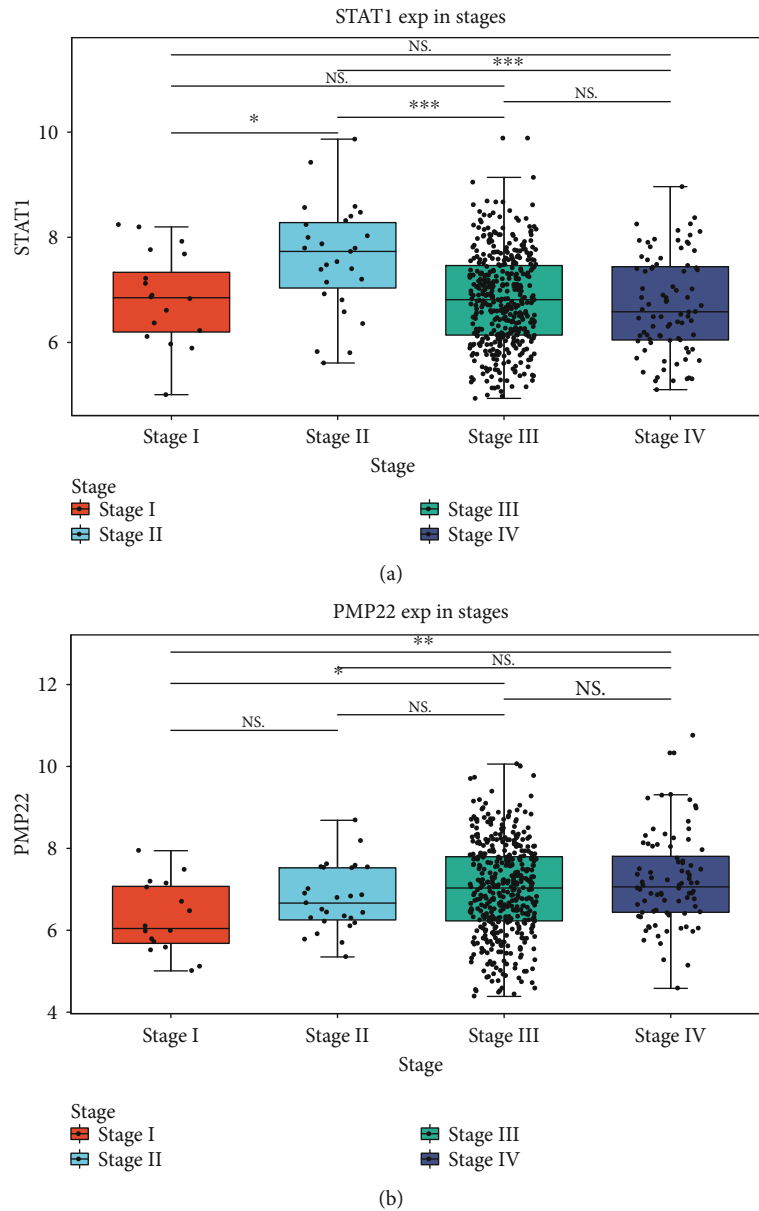 STAT1 exp in stages
NS.
***
NS.
NS.
***
*
10
8
6
STAT1
Stage I
Stage II
Stage III
Stage IV
Stage
Stage
Stage I
Stage III
Stage II
Stage IV
(a)
PMP22 exp in stages
**
NS.
*
NS.
NS.
NS.
12
10
8
6
4
PMP22
Stage I
Stage II
Stage III
Stage IV
Stage
Stage
Stage I
Stage III
Stage II
Stage IV
(b)